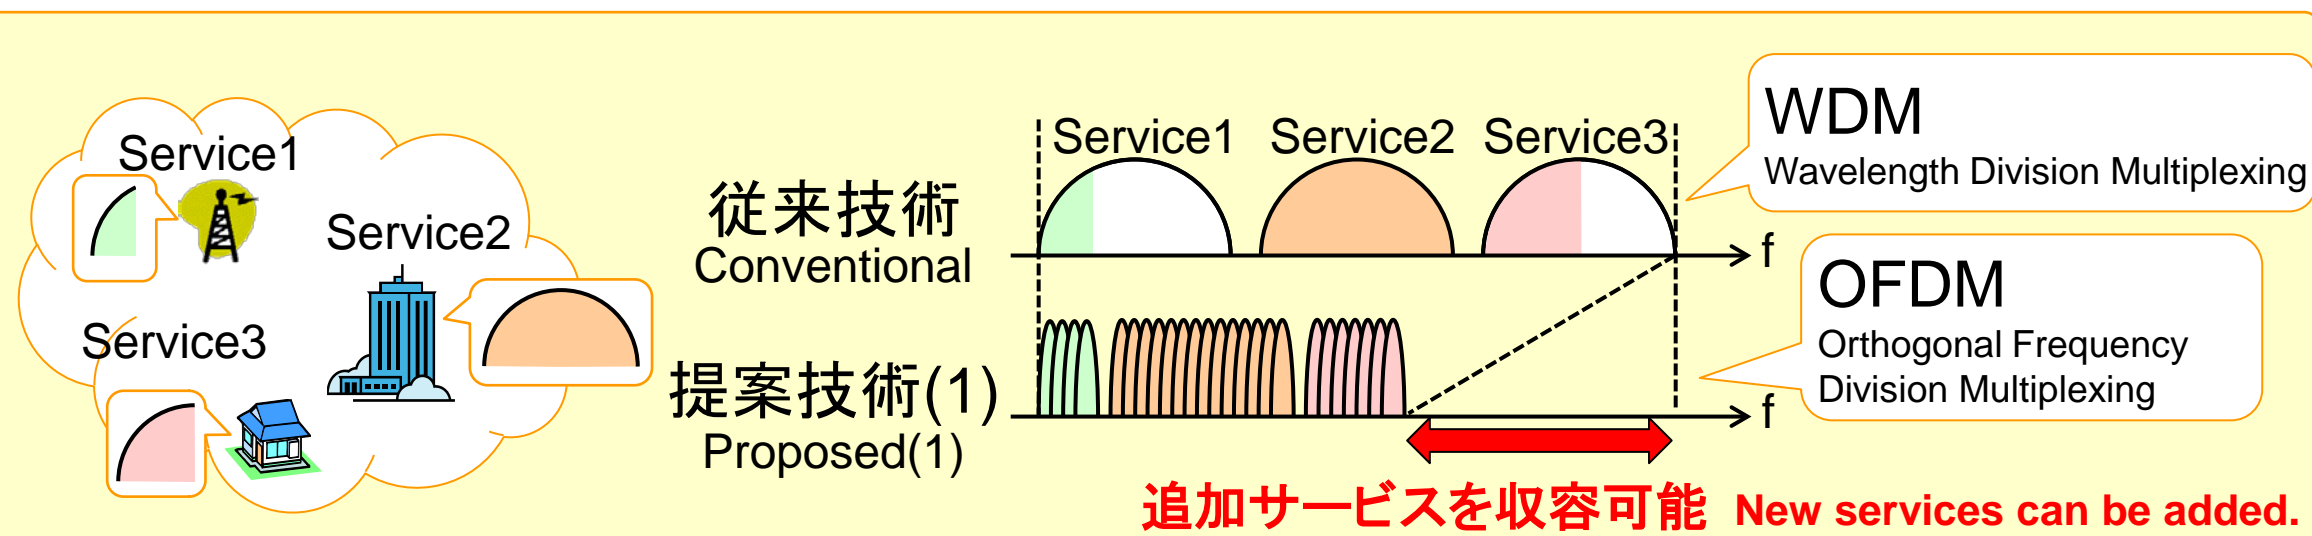 Service1
Service2
Service3
従来技術
Conventional
提案技術(1)
Proposed(1)
Service1 Service2 Service3
f
f
WDM
Wavelength Division Multiplexing
OFDM
Orthogonal Frequency
Division Multiplexing
追加サービスを収容可能 New services can be added.